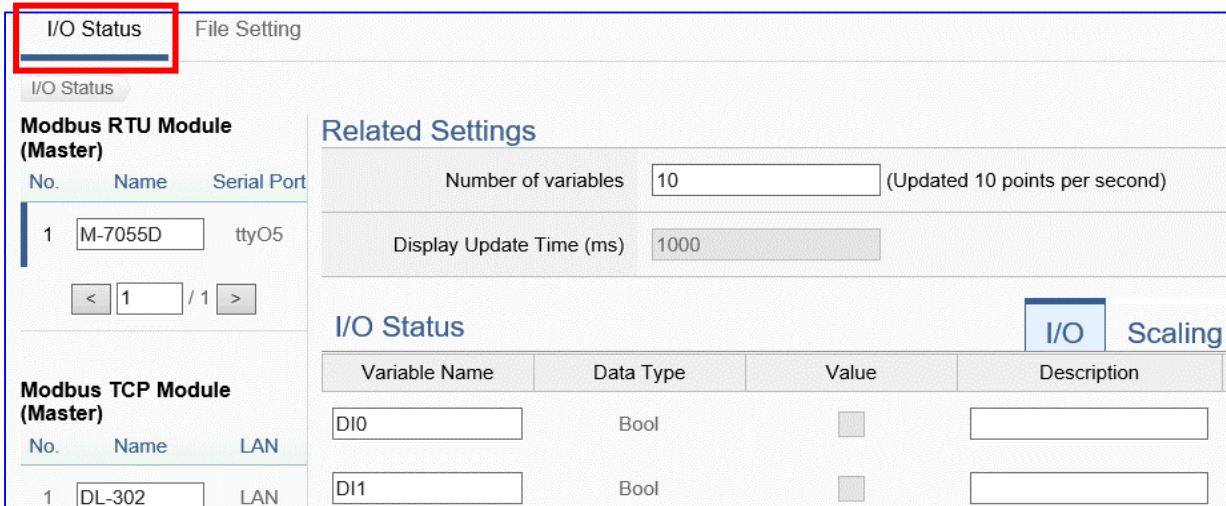 I/O Status File Setting
I/O Status
Modbus RTU Module
(Master)
No. Name Serial Port
1 M-7055D ttyO5
< 1 / 1 >
Modbus TCP Module
(Master)
No. Name LAN
1 DL-302 LAN
Related Settings
Number of variables 10 (Updated 10 points per second)
Display Update Time (ms) 1000
I/O Status I/O Scaling
Variable Name Data Type Value Description
DI0 Bool
DI1 Bool